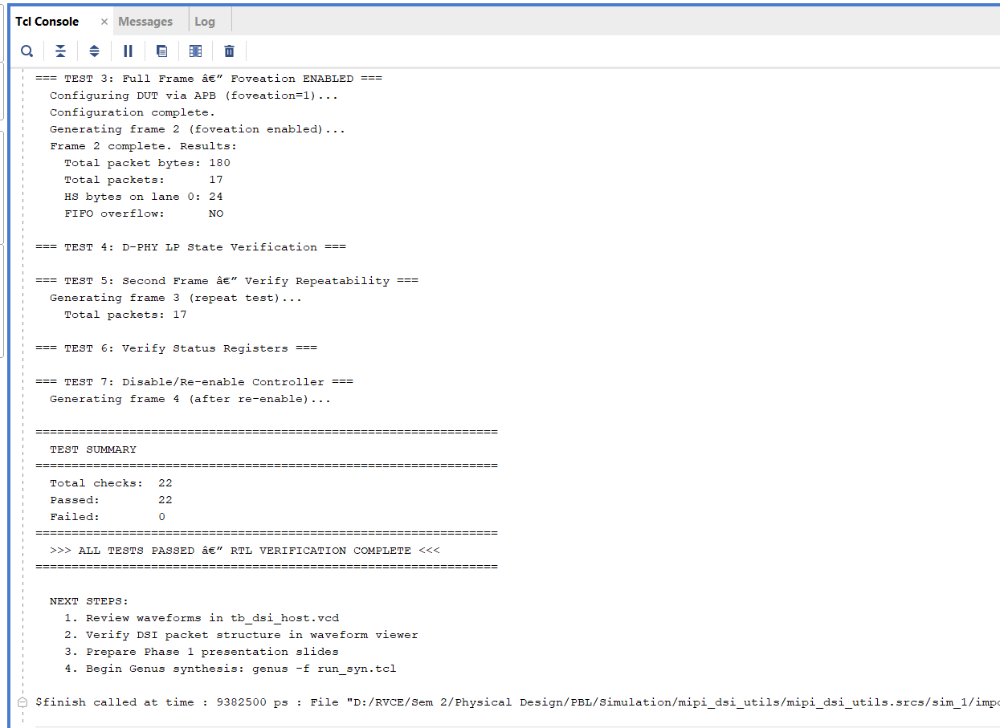 Tcl Console × Messages Log
=== TEST 3: Full Frame â€” Foveation ENABLED ===
Configuring DUT via APB (foveation=1)...
Configuration complete.
Generating frame 2 (foveation enabled)...
Frame 2 complete. Results:
Total packet bytes: 180
Total packets: 17
HS bytes on lane 0: 24
FIFO overflow: NO
=== TEST 4: D-PHY LP State Verification ===
=== TEST 5: Second Frame â€” Verify Repeatability ===
Generating frame 3 (repeat test)...
Total packets: 17
=== TEST 6: Verify Status Registers ===
=== TEST 7: Disable/Re-enable Controller ===
Generating frame 4 (after re-enable)...
================================================================
TEST SUMMARY
================================================================
Total checks: 22
Passed: 22
Failed: 0
================================================================
>>> ALL TESTS PASSED â€” RTL VERIFICATION COMPLETE <<<
================================================================
NEXT STEPS:
1. Review waveforms in tb_dsi_host.vcd
2. Verify DSI packet structure in waveform viewer
3. Prepare Phase 1 presentation slides
4. Begin Genus synthesis: genus -f run_syn.tcl
$finish called at time : 9382500 ps : File "D:/RVCE/Sem 2/Physical Design/PBL/Simulation/mipi_dsi_utils/mipi_dsi_utils.srcs/sim_1/impo